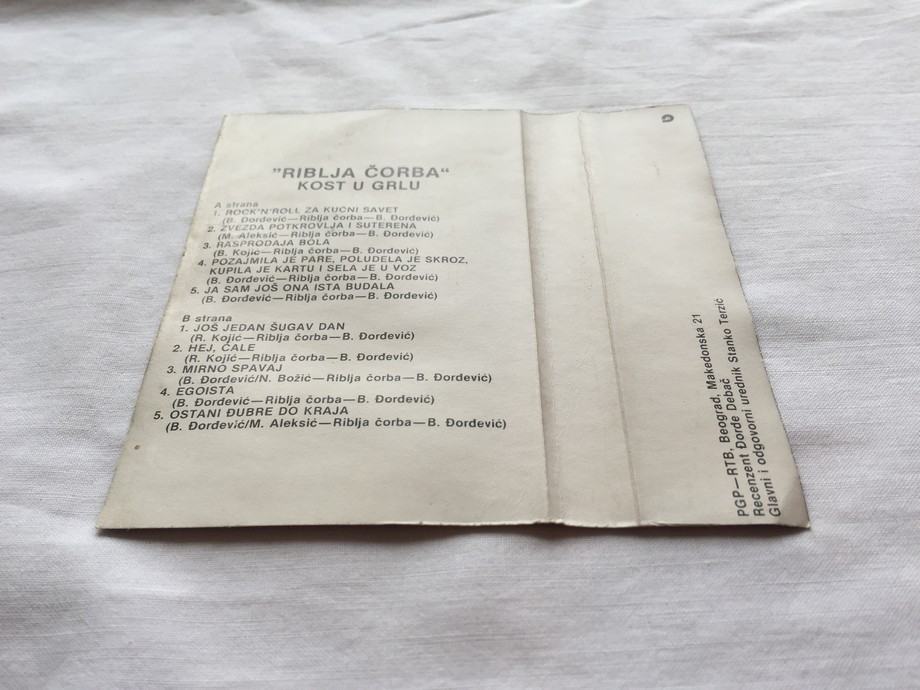 "RIBLJA ČORBA“
KOST U GRLU
A strana
1. ROCK'N'ROLL ZA KUĆNI SAVET
(B. Đorđević—Riblja čorba—B. Đorđević)
2. ZVEZDA POTKROVLJA I SUTERENA
(M. Aleksić—Riblja čorba—B. Đorđević)
3. RASPRODAJA BOLA
(B. Kojić—Riblja čorba—B. Đorđević)
4. POZAJMILA JE PARE, POLUDELA JE SKROZ,
KUPILA JE KARTU I SELA JE U VOZ
(B. Đorđević—Riblja čorba—B. Đorđević)
5. JA SAM JOŠ ONA ISTA BUDALA
(B. Đorđević—Riblja čorba—B. Đorđević)
B strana
1. JOŠ JEDAN ŠUGAV DAN
(R. Kojić—Riblja čorba—B. Đorđević)
2. HEJ, ĆALE
(R. Kojić—Riblja čorba—B. Đorđević)
3. MIRNO SPAVAJ
(B. Đorđević/N. Božić—Riblja čorba—B. Đorđević)
4. EGOISTA
(B. Đorđević—Riblja čorba—B. Đorđević)
5. OSTANI ĐUBRE DO KRAJA
(B. Đorđević/M. Aleksić—Riblja čorba—B. Đorđević)
PGP—RTB, Beograd, Makedonska 21
Recenzent Đorđe Debač
Glavni i odgovorni urednik Stanko Terzić